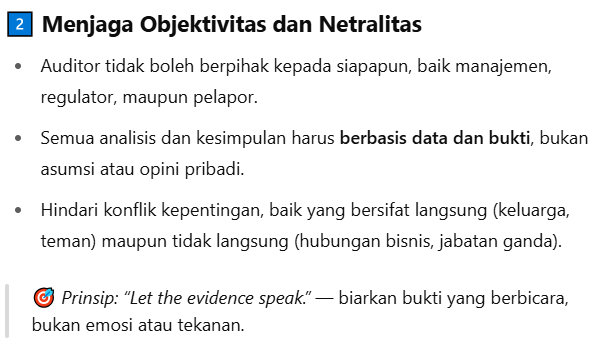 2 Menjaga Objektivitas dan Netralitas
• Auditor tidak boleh berpihak kepada siapapun, baik manajemen,
regulator, maupun pelapor.
• Semua analisis dan kesimpulan harus berbasis data dan bukti, bukan
asumsi atau opini pribadi.
• Hindari konflik kepentingan, baik yang bersifat langsung (keluarga,
teman) maupun tidak langsung (hubungan bisnis, jabatan ganda).
🎯 Prinsip: “Let the evidence speak.” — biarkan bukti yang berbicara,
bukan emosi atau tekanan.